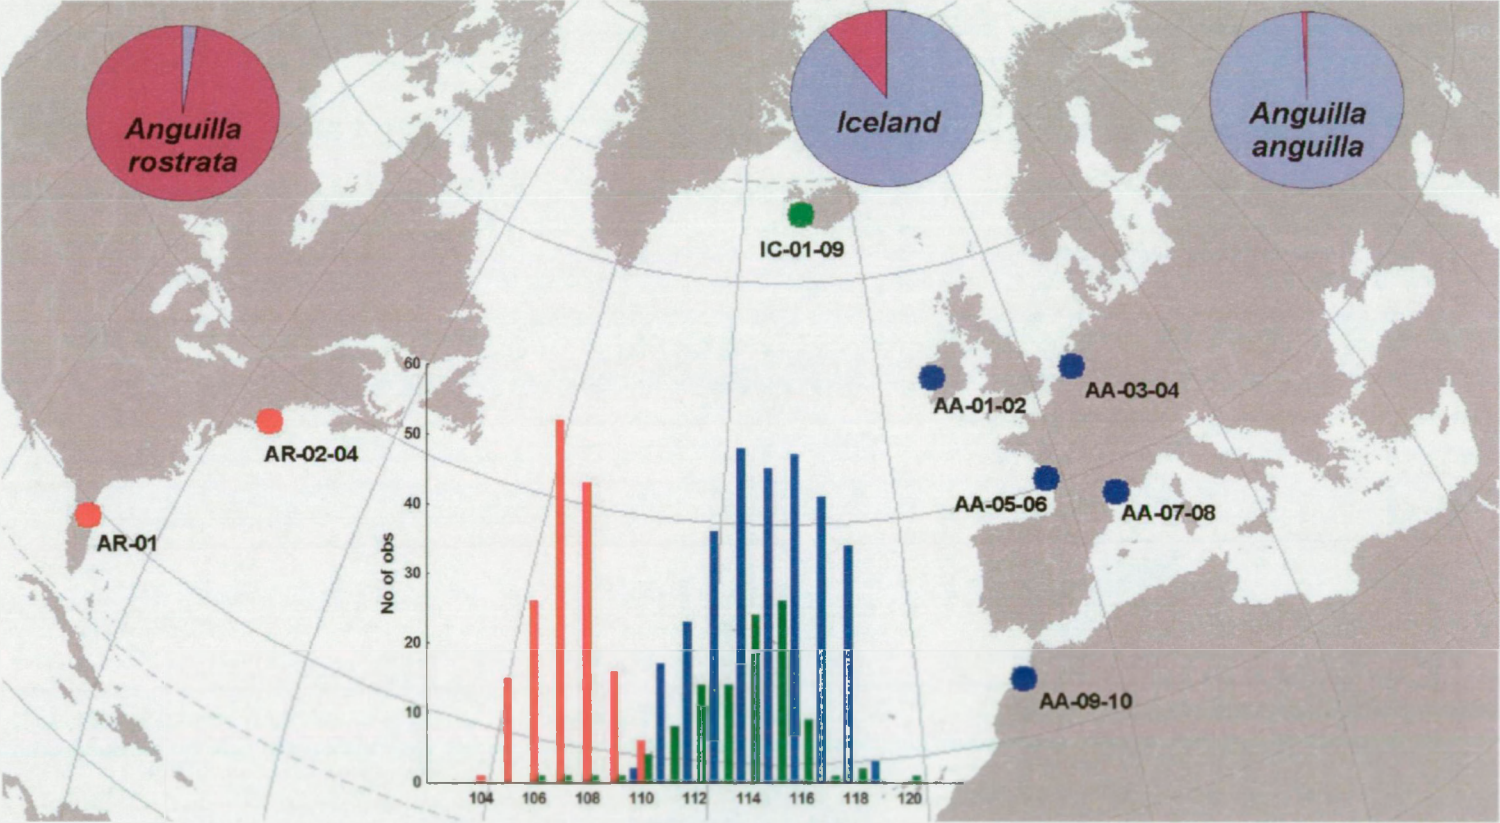 Anguilla
rostrata
Iceland
Anguilla
anguilla
IC-01-09
AA-01-02
AA-03-04
AR-02-04
AA-05-06
AA-07-08
AR-01
AA-09-10
No of obs
60
50
40
30
20
10
0
104 106 108 110 112 114 116 118 120